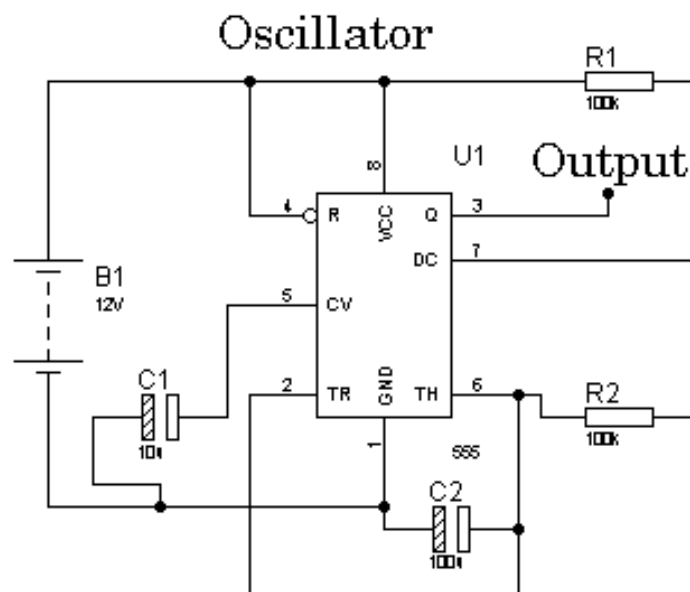 Oscillator
R1
100k
8
U1
Output
4
R
VCC
Q
3
DC
7
B1
12V
5
CV
C1
2
TR
GND
TH
6
R2
100k
1
555
C2